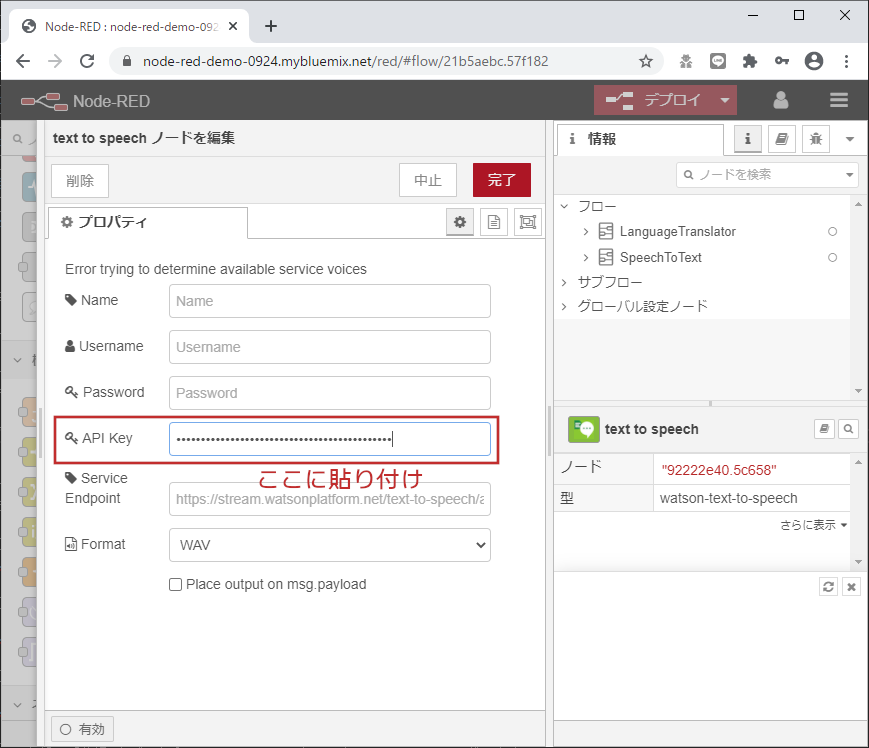 Node-RED : node-red-demo-092
node-red-demo-0924.mybluemix.net/red/#flow/21b5aebc.57f182
Node-RED
デプロイ
text to speech ノードを編集
削除
中止
完了
プロパティ
Error trying to determine available service voices
Name
Name
Username
Username
Password
Password
API Key
••••••••••••••••••••••••••••••••••••••••••••
ここに貼り付け
Service
Endpoint
https://stream.watsonplatform.net/text-to-speech/a
Format
WAV
Place output on msg.payload
有効
i 情報
i
ノードを検索
フロー
LanguageTranslator
SpeechToText
サブフロー
グローバル設定ノード
text to speech
ノード
"92222e40.5c658"
型
watson-text-to-speech
さらに表示